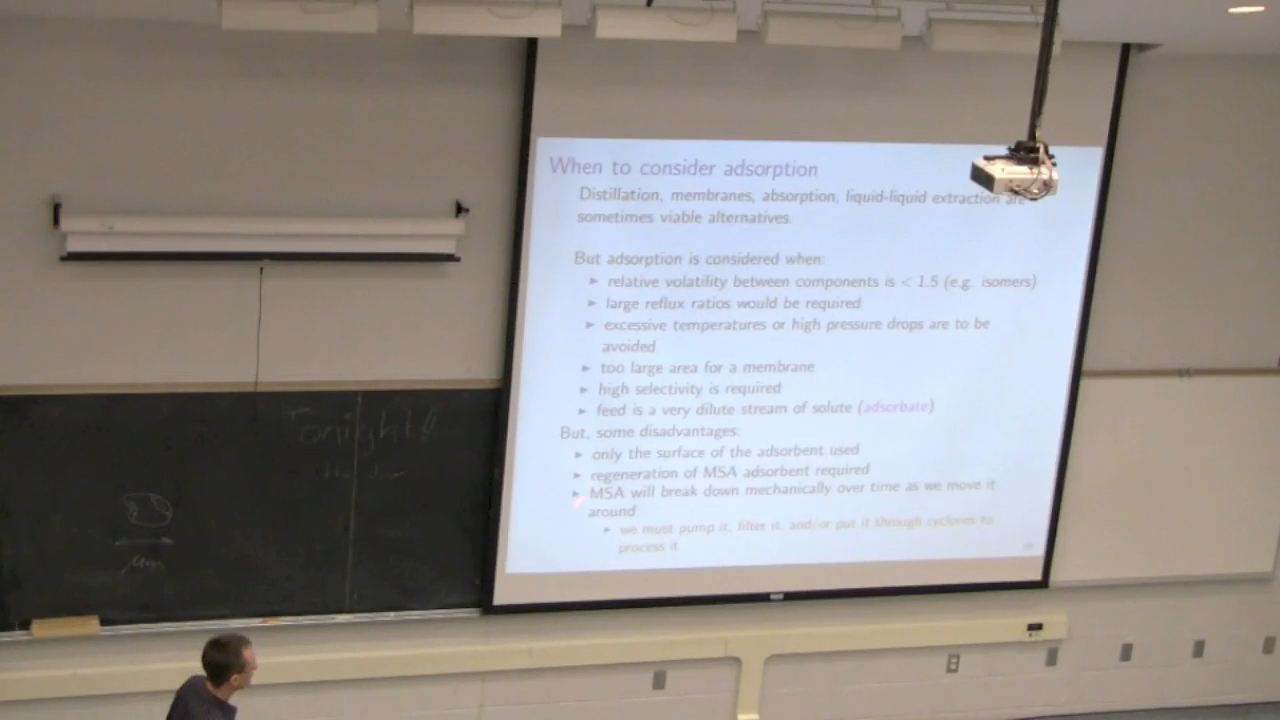 When to consider adsorption
Distillation, membranes, absorption, liquid-liquid extraction are
sometimes viable alternatives.
But adsorption is considered when:
▸ relative volatility between components is < 1.5 (e.g. isomers)
▸ large reflux ratios would be required
▸ excessive temperatures or high pressure drops are to be
avoided
▸ too large area for a membrane
▸ high selectivity is required
▸ feed is a very dilute stream of solute (adsorbate)
But, some disadvantages:
▸ only the surface of the adsorbent used
▸ regeneration of MSA adsorbent required
▸ MSA will break down mechanically over time as we move it
around
▸ we must pump it, filter it, and/or put it through cyclones to
process it
Tonight